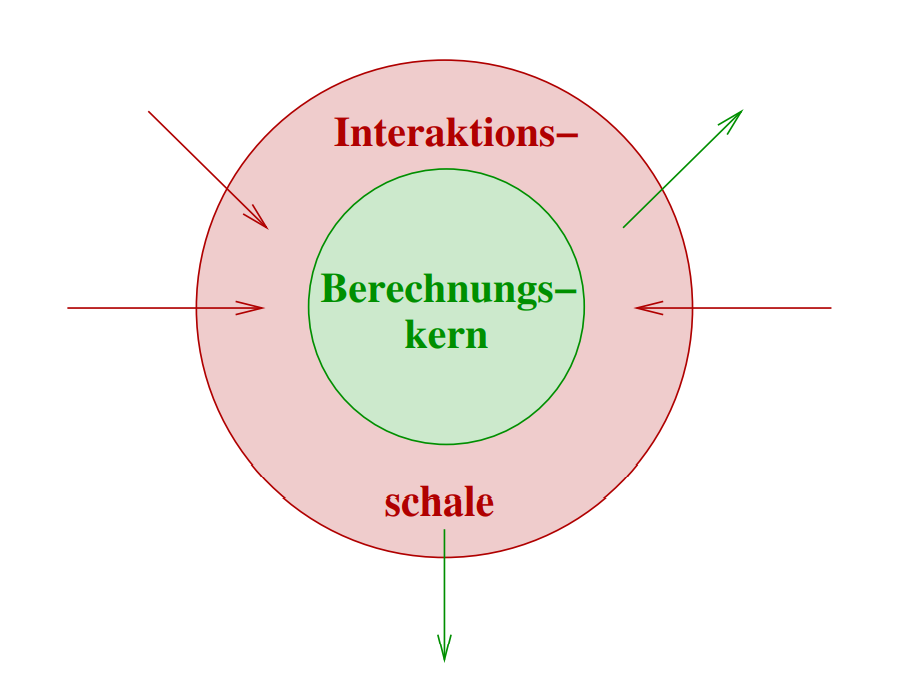 Interaktions–
Berechnungs–
kern
schale